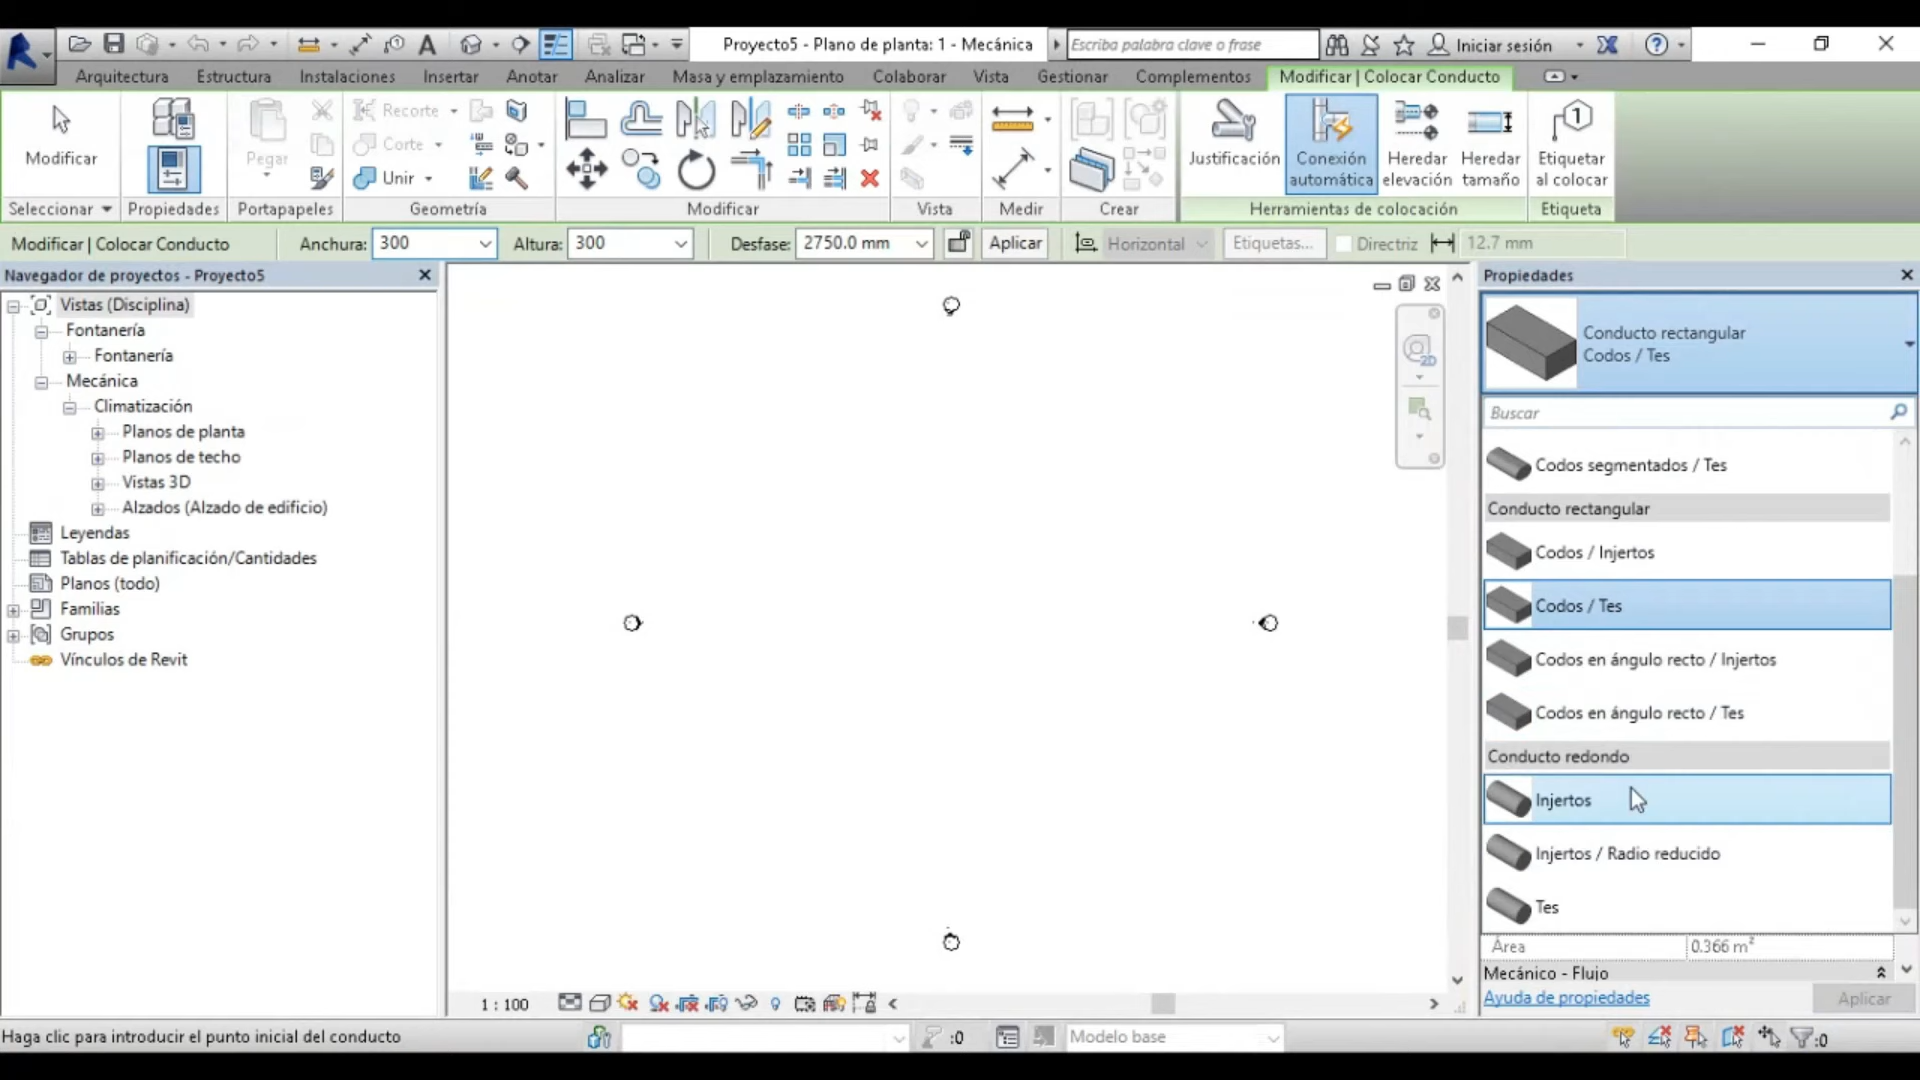 Proyecto5 - Plano de planta: 1 - Mecánica
Escriba palabra clave o frase
Iniciar sesión
Arquitectura Estructura Instalaciones Insertar Anotar Analizar Masa y emplazamiento Colaborar Vista Gestionar Complementos Modificar | Colocar Conducto
Modificar
Pegar
Recorte
Corte
Unir
Justificación
Conexión automática
Heredar elevación
Heredar tamaño
Etiquetar al colocar
1
Seleccionar Propiedades Portapapeles Geometría Modificar Vista Medir Crear Herramientas de colocación Etiqueta
Modificar | Colocar Conducto Anchura: 300 Altura: 300 Desfase: 2750.0 mm Aplicar Horizontal Etiquetas... Directriz 12.7 mm
Navegador de proyectos - Proyecto5
Vistas (Disciplina)
Fontanería
Fontanería
Mecánica
Climatización
Planos de planta
Planos de techo
Vistas 3D
Alzados (Alzado de edificio)
Leyendas
Tablas de planificación/Cantidades
Planos (todo)
Familias
Grupos
Vínculos de Revit
2D
Propiedades
Conducto rectangular
Codos / Tes
Buscar
Codos segmentados / Tes
Conducto rectangular
Codos / Injertos
Codos / Tes
Codos en ángulo recto / Injertos
Codos en ángulo recto / Tes
Conducto redondo
Injertos
Injertos / Radio reducido
Tes
Área 0.366 m²
Mecánico - Flujo
Ayuda de propiedades Aplicar
1 : 100
Haga clic para introducir el punto inicial del conducto
:0
Modelo base
:0